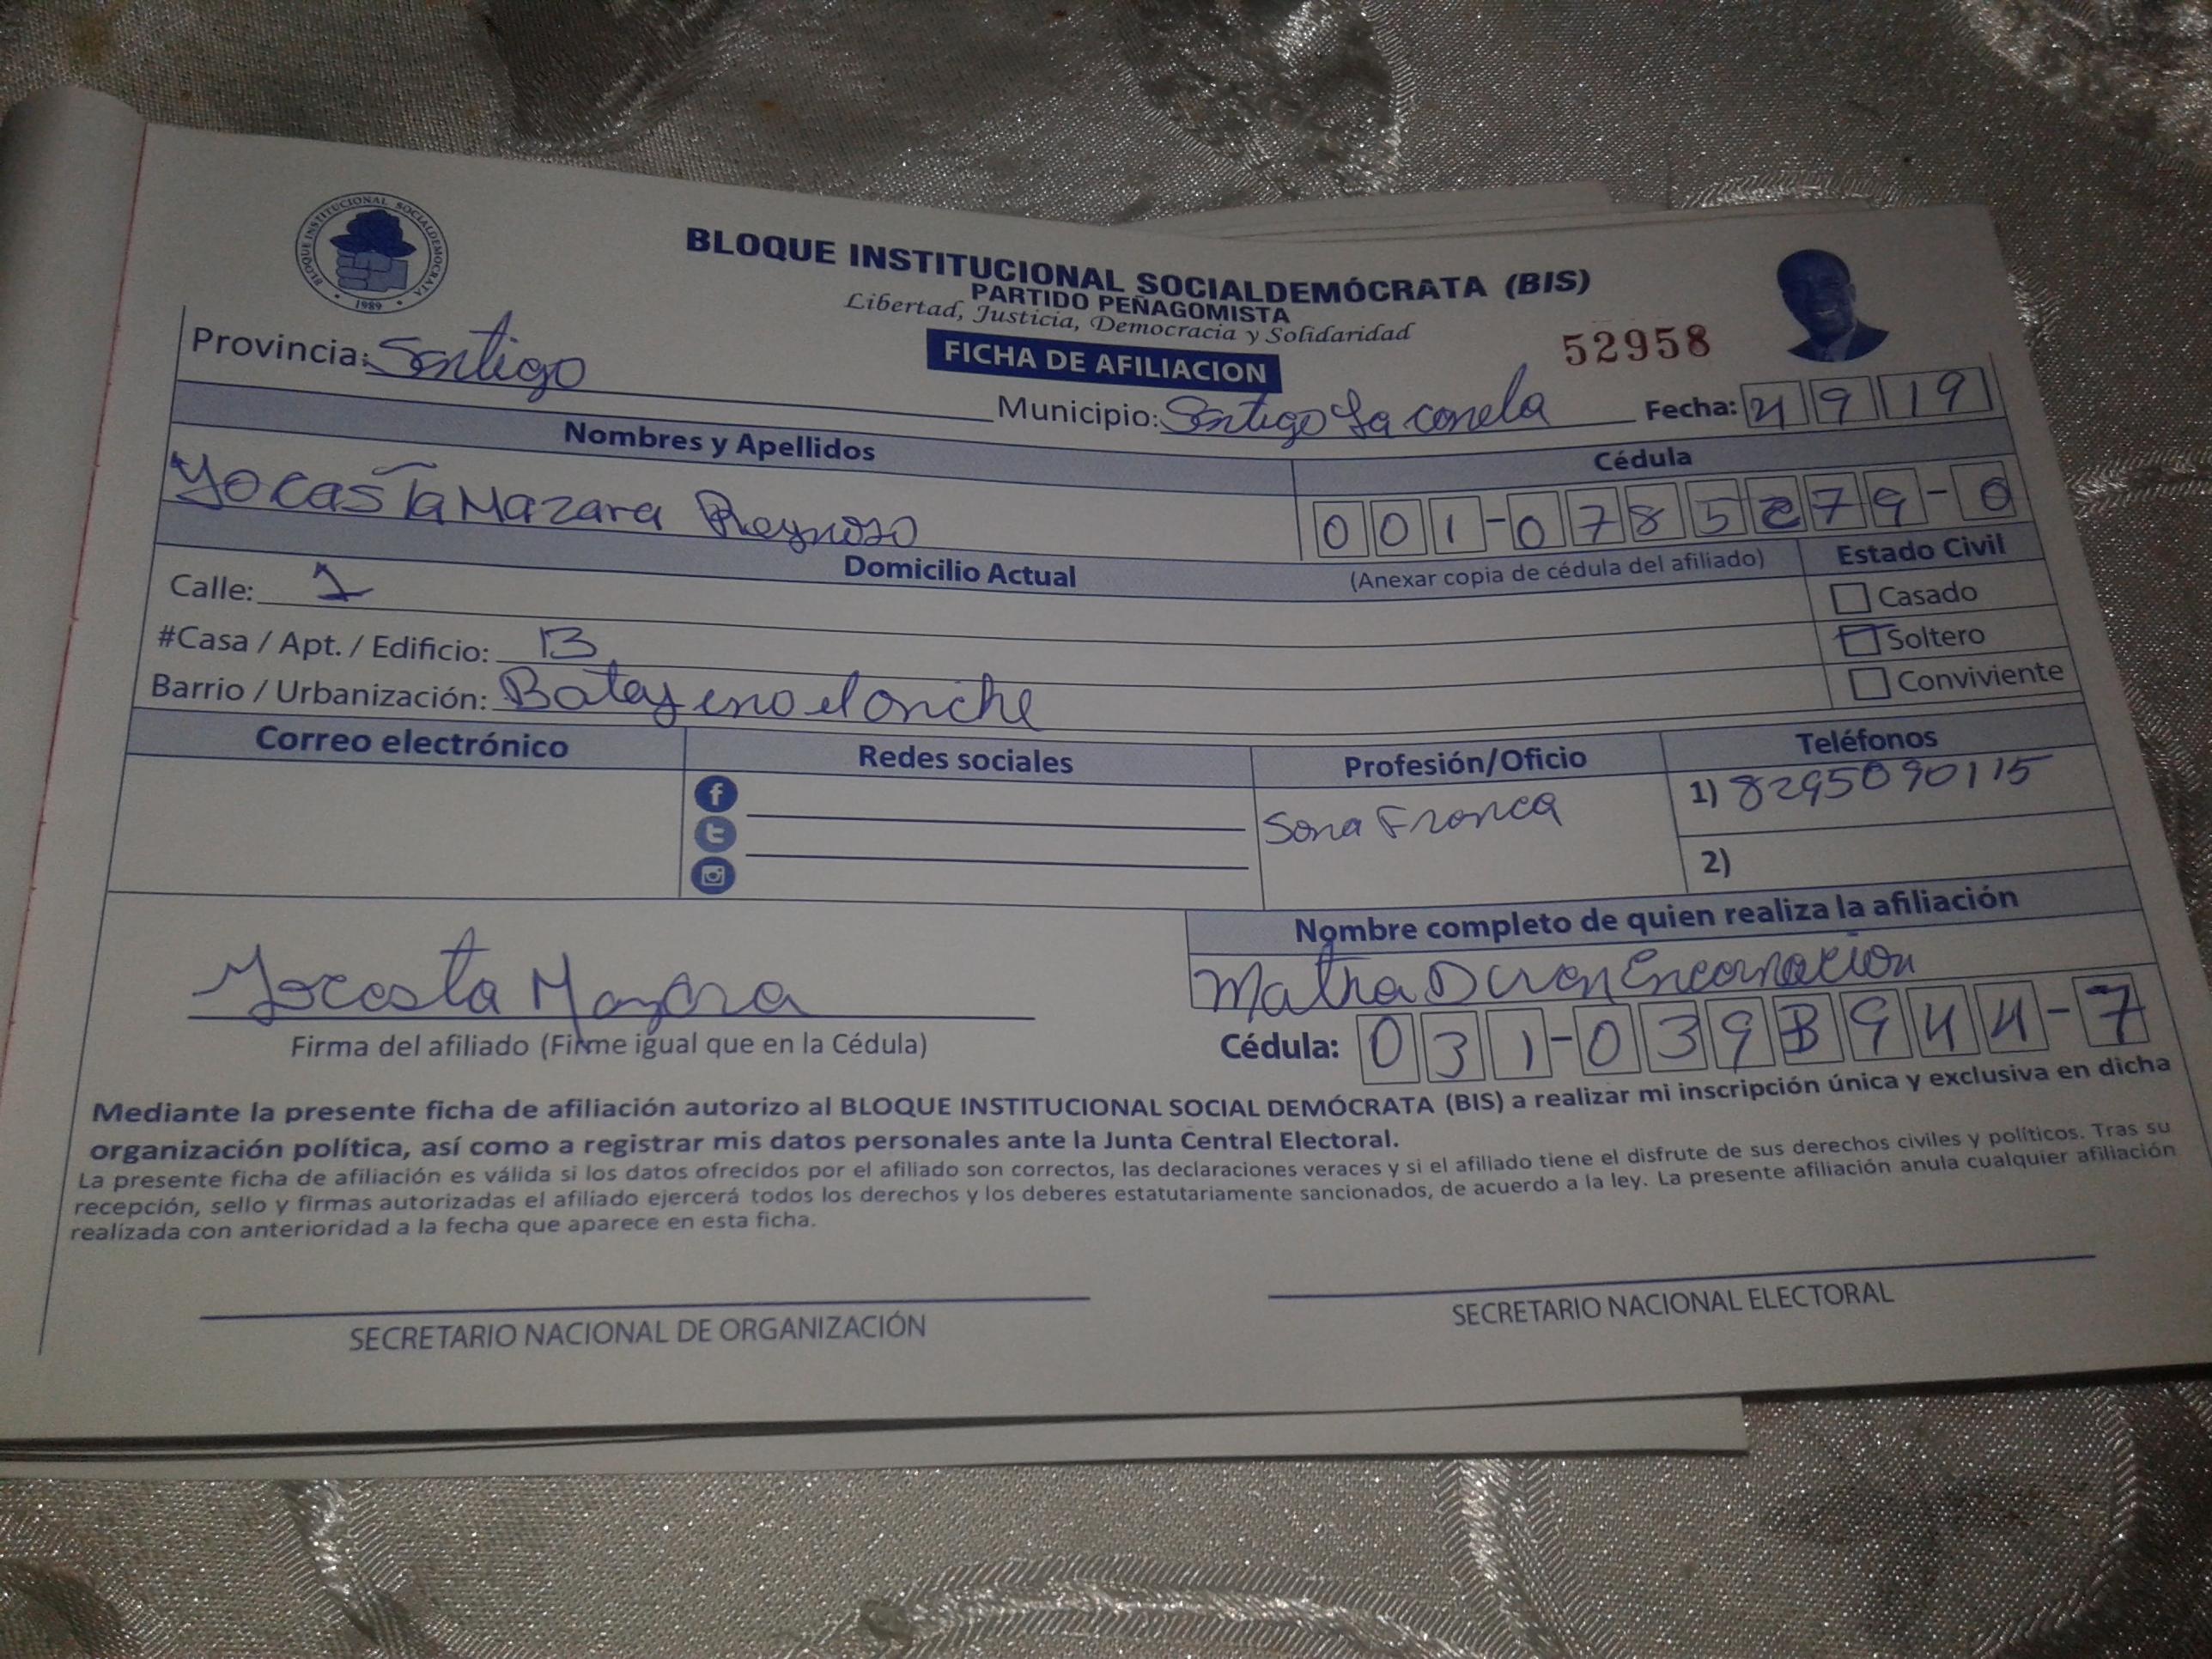 BLOQUE INSTITUCIONAL SOCIALDEMOCRATA
1989
BLOQUE INSTITUCIONAL SOCIALDEMÓCRATA (BIS)
PARTIDO PEÑAGOMISTA
Libertad, Justicia, Democracia y Solidaridad
FICHA DE AFILIACION
52958
Provincia: Sontigo
Municipio: Sontigo La conela Fecha: 21 9 19
Nombres y Apellidos Cédula
Yocasta Mazara Reynoso 001-0785279-0
Domicilio Actual (Anexar copia de cédula del afiliado) Estado Civil
Calle: 1 Casado
#Casa / Apt. / Edificio: 13 Soltero
Barrio / Urbanización: Conviviente
Correo electrónico Redes sociales Profesión/Oficio Teléfonos
f Sona Franca 1) 8295090115
2)
Nombre completo de quien realiza la afiliación
Yocasta Mazara Encarnacion
Firma del afiliado (Firme igual que en la Cédula) Cédula: 031-0398944-7
Mediante la presente ficha de afiliación autorizo al BLOQUE INSTITUCIONAL SOCIAL DEMÓCRATA (BIS) a realizar mi inscripción única y exclusiva en dicha
organización política, así como a registrar mis datos personales ante la Junta Central Electoral.
La presente ficha de afiliación es válida si los datos ofrecidos por el afiliado son correctos, las declaraciones veraces y si el afiliado tiene el disfrute de sus derechos civiles y políticos. Tras su
recepción, sello y firmas autorizadas el afiliado ejercerá todos los derechos y los deberes estatutariamente sancionados, de acuerdo a la ley. La presente afiliación anula cualquier afiliación
realizada con anterioridad a la fecha que aparece en esta ficha.
SECRETARIO NACIONAL DE ORGANIZACIÓN SECRETARIO NACIONAL ELECTORAL